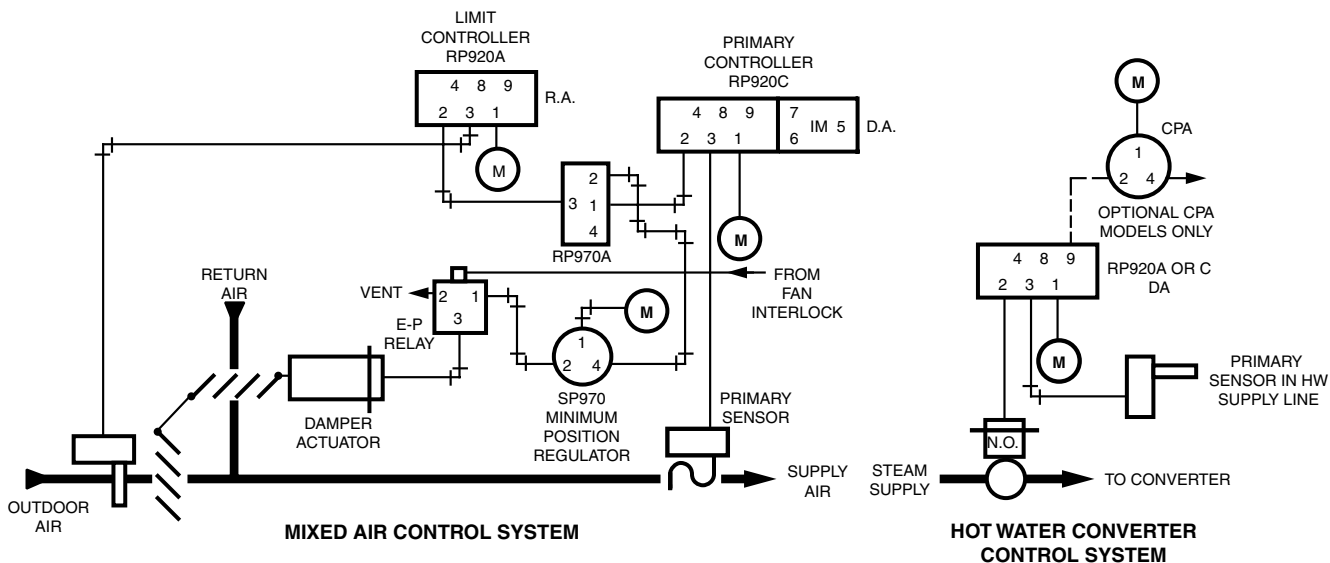 LIMIT
CONTROLLER
RP920A
4 8 9
2 3 1
R.A.
M
PRIMARY
CONTROLLER
RP920C
4 8 9
2 3 1
7
IM 5
6
D.A.
M
2
3 1
4
RP970A
RETURN
AIR
VENT
2 1
3
E-P
RELAY
FROM
FAN
INTERLOCK
M
1
2 4
SP970
MINIMUM
POSITION
REGULATOR
DAMPER
ACTUATOR
PRIMARY
SENSOR
OUTDOOR
AIR
SUPPLY
AIR
MIXED AIR CONTROL SYSTEM
M
CPA
1
2 4
OPTIONAL CPA
MODELS ONLY
4 8 9
2 3 1
RP920A OR C
DA
M
PRIMARY
SENSOR IN HW
SUPPLY LINE
N.O.
STEAM
SUPPLY
TO CONVERTER
HOT WATER CONVERTER
CONTROL SYSTEM